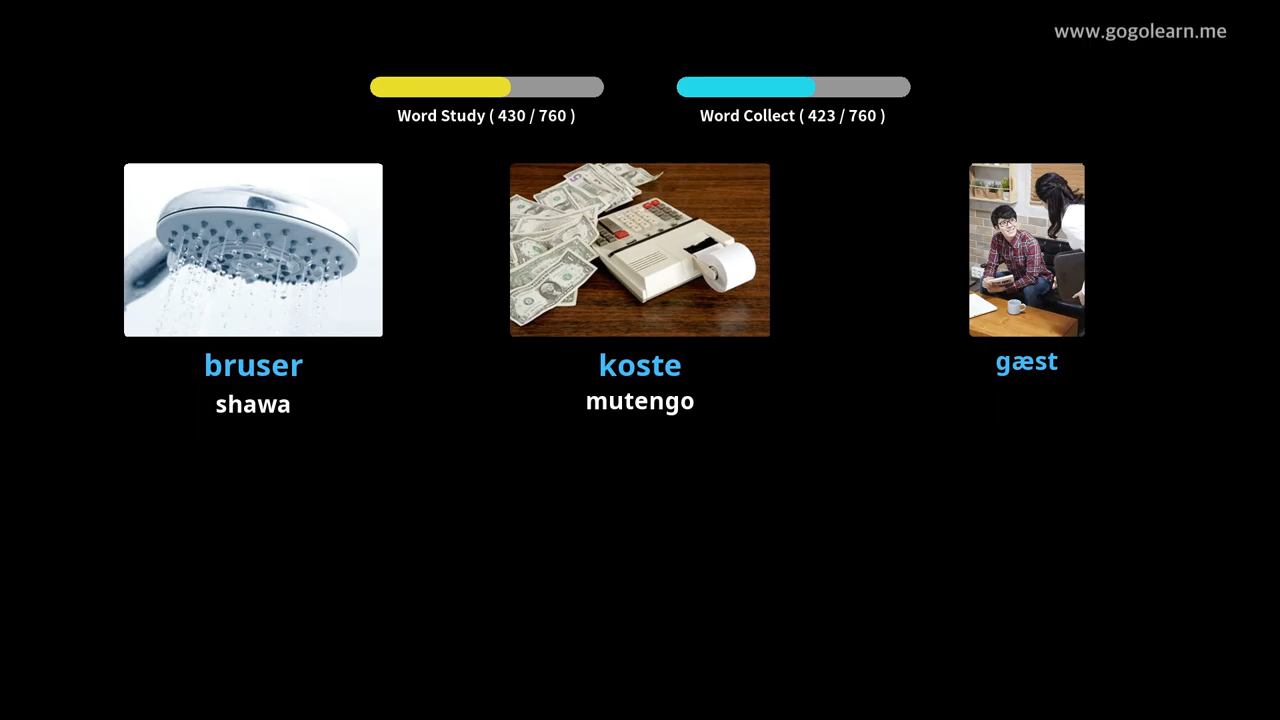 www.gogolearn.me
Word Study ( 430 / 760 )
Word Collect ( 423 / 760 )
bruser
shawa
koste
mutengo
gæst